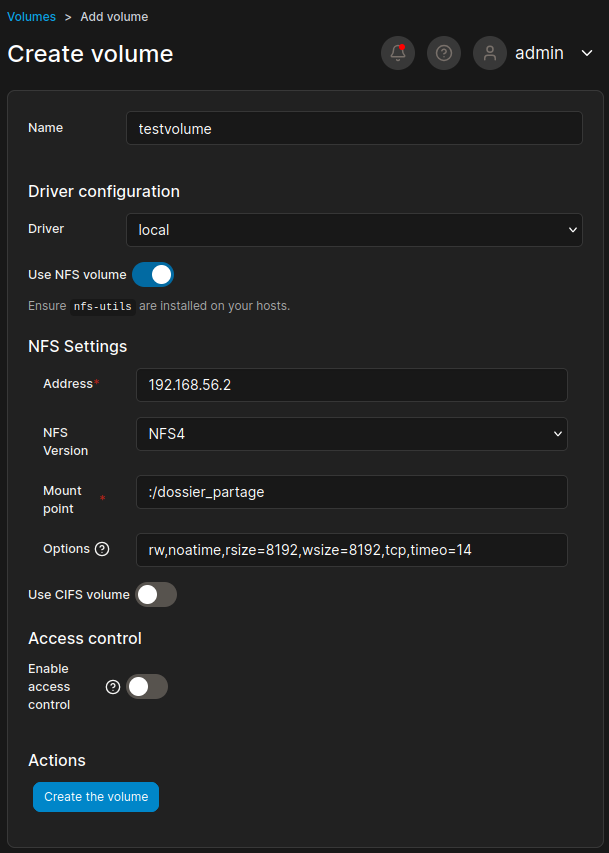 Volumes > Add volume
Create volume
admin
Name testvolume
Driver configuration
Driver local
Use NFS volume
Ensure nfs-utils are installed on your hosts.
NFS Settings
Address* 192.168.56.2
NFS
Version
NFS4
Mount
point
*
:/dossier_partage
Options rw,noatime,rsize=8192,wsize=8192,tcp,timeo=14
Use CIFS volume
Access control
Enable
access
control
Actions
Create the volume